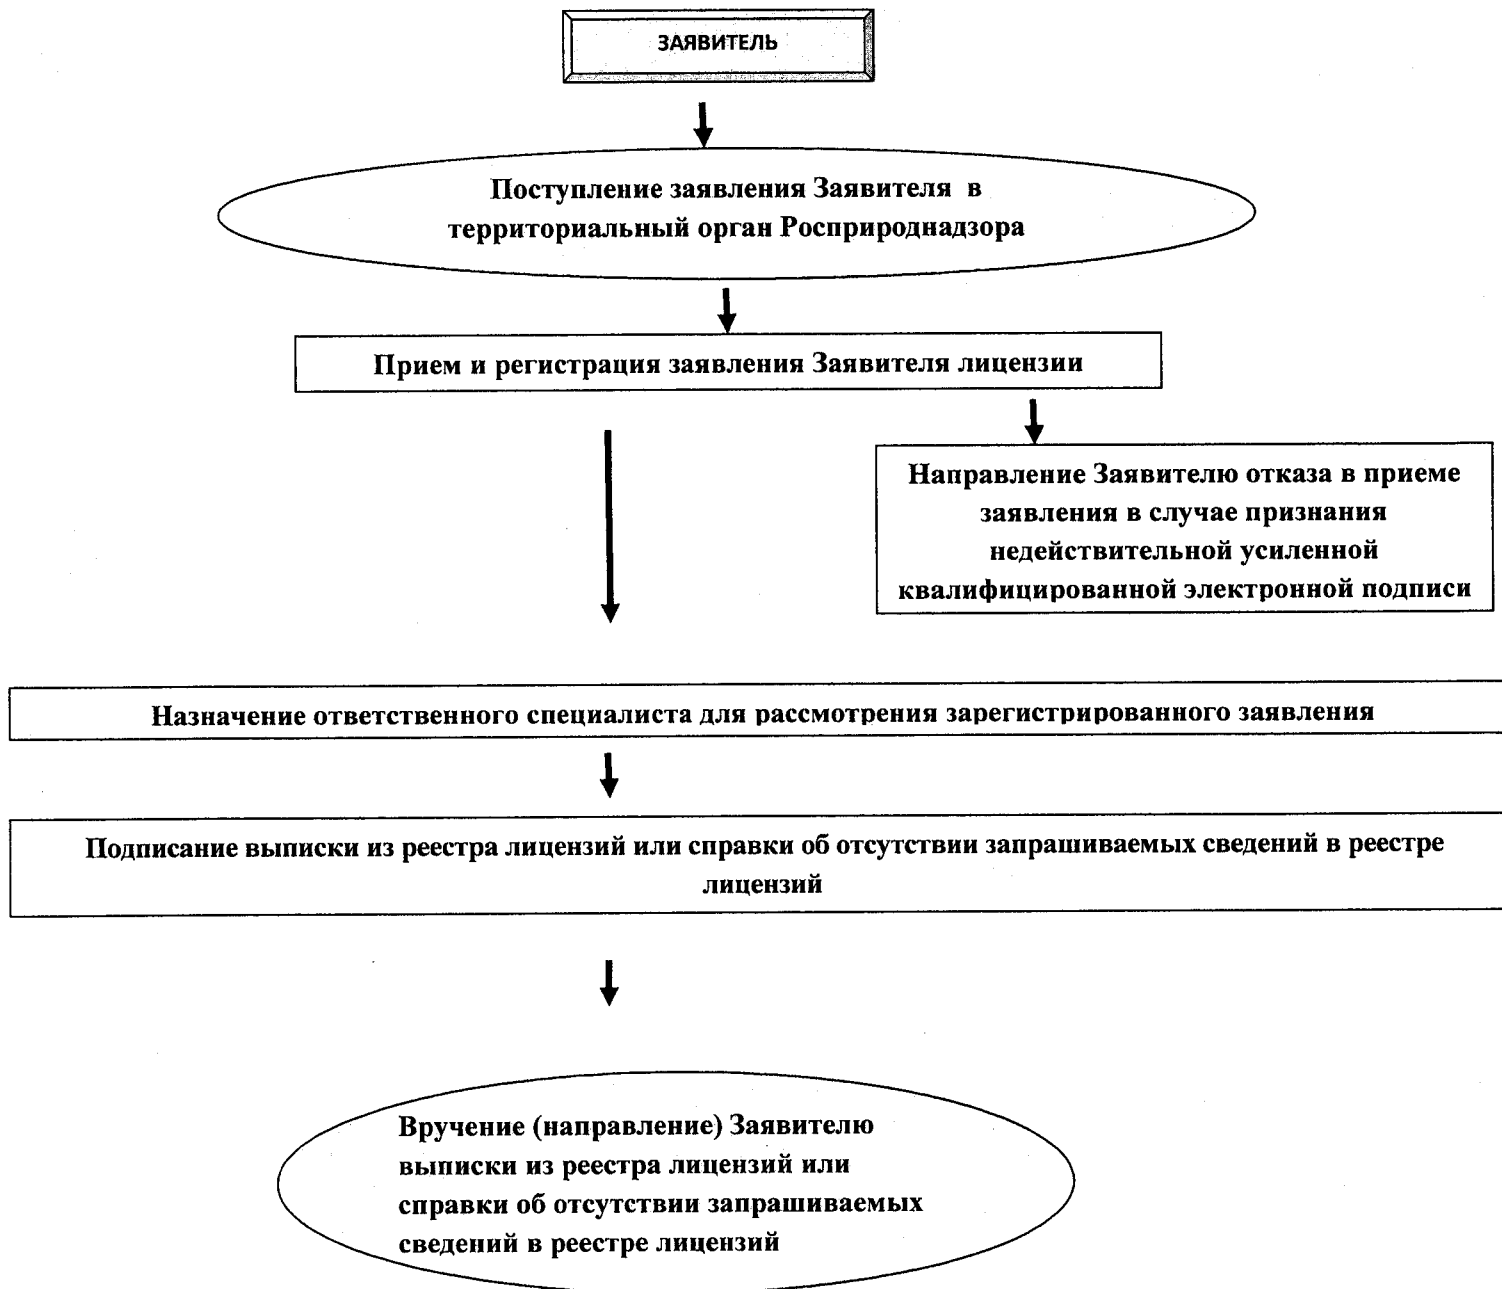 ЗАЯВИТЕЛЬ
Поступление заявления Заявителя в
территориальный орган Росприроднадзора
Прием и регистрация заявления Заявителя лицензии
Направление Заявителю отказа в приеме
заявления в случае признания
недействительной усиленной
квалифицированной электронной подписи
Назначение ответственного специалиста для рассмотрения зарегистрированного заявления
Подписание выписки из реестра лицензий или справки об отсутствии запрашиваемых сведений в реестре
лицензий
Вручение (направление) Заявителю
выписки из реестра лицензий или
справки об отсутствии запрашиваемых
сведений в реестре лицензий